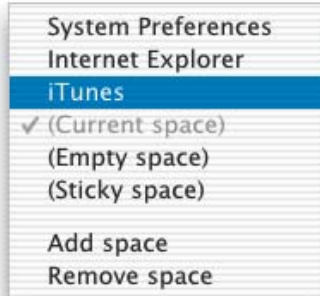 System Preferences
Internet Explorer
iTunes
✓ (Current space)
(Empty space)
(Sticky space)
Add space
Remove space